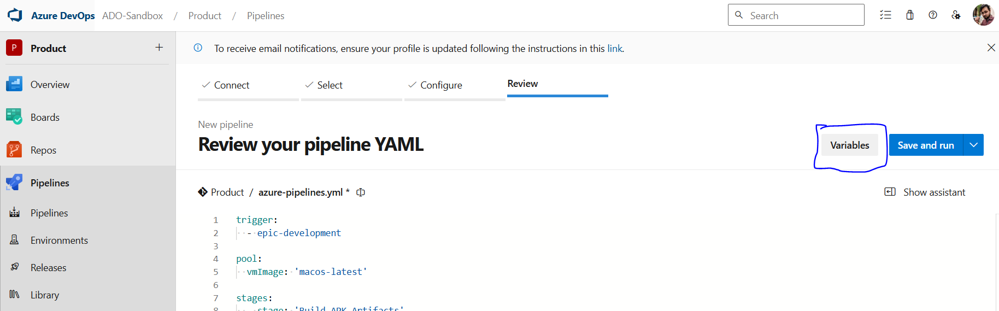 Azure DevOps ADO-Sandbox / Product / Pipelines Search
P Product +
To receive email notifications, ensure your profile is updated following the instructions in this link.
Overview
Connect Select Configure Review
Boards
New pipeline
Review your pipeline YAML
Variables Save and run
Repos
Pipelines
Product / azure-pipelines.yml * Show assistant
Pipelines
Environments
Releases
Library
1 trigger:
2 - epic-development
3
4 pool:
5 vmImage: 'macos-latest'
6
7 stages:
8 - stage: 'Build APK Artifacts'